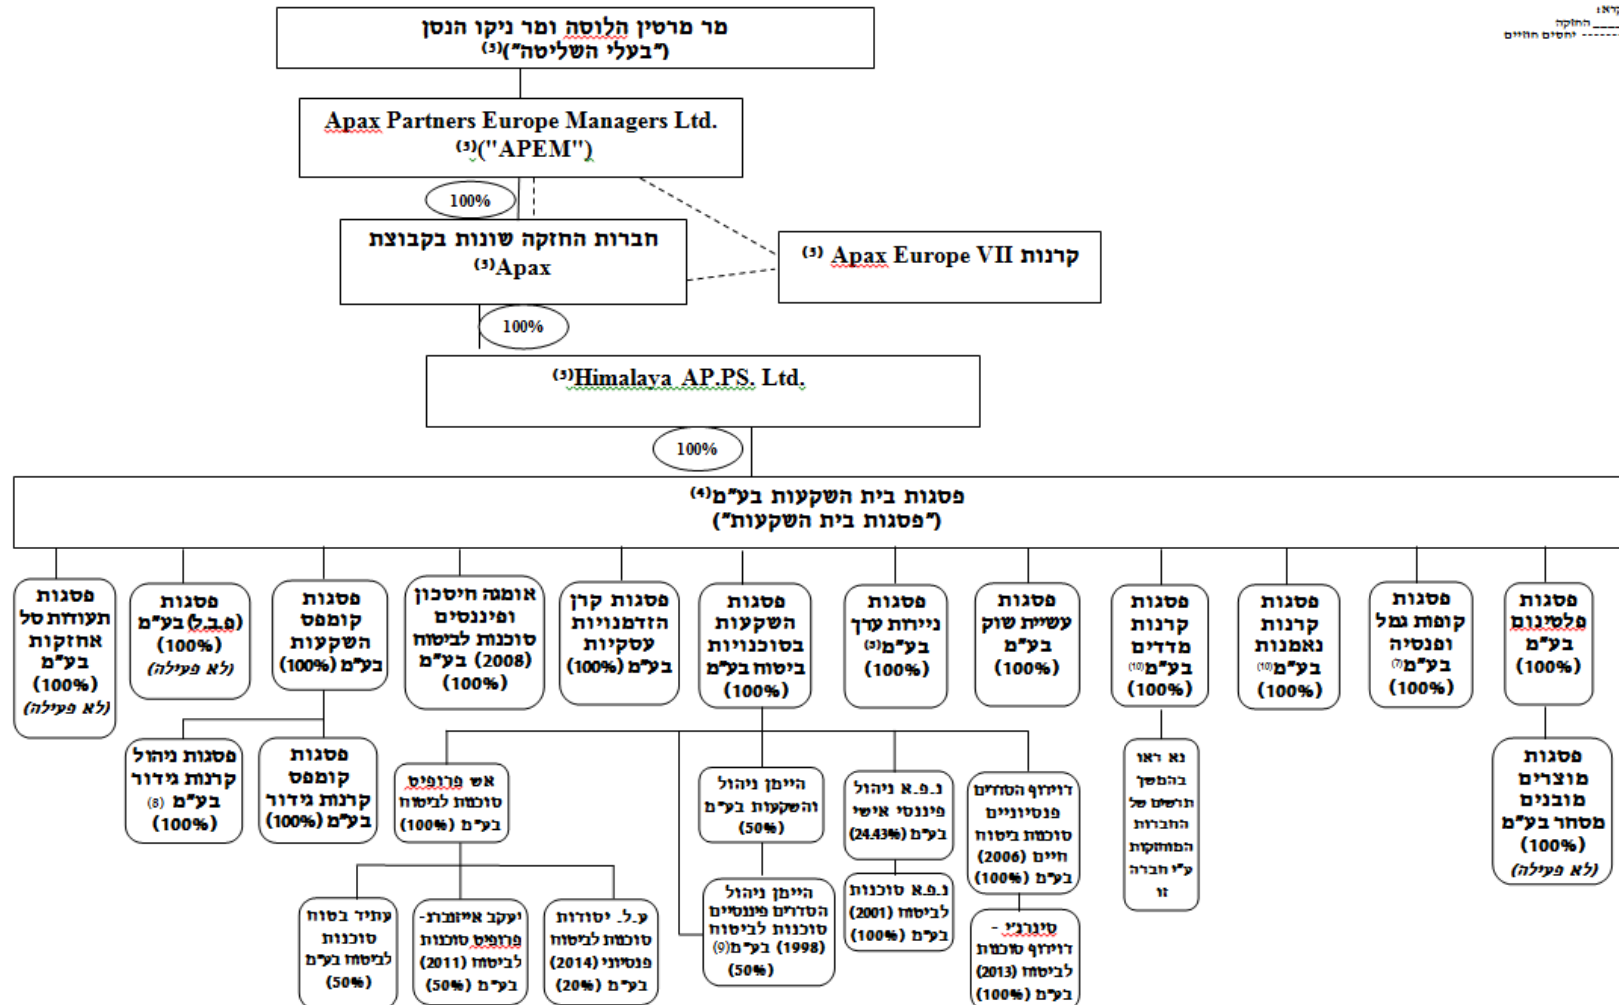 קרא:
____ החזקה
------- יחסים חוזיים
מר מרטין הלוסה ומר ניקו הנסן
("בעלי השליטה")(5)
Apax Partners Europe Managers Ltd.
(5)("APEM")
100%
חברות החזקה שונות בקבוצת
(5)Apax
קרנות Apax Europe VII (5)
100%
(5)Himalaya AP.PS. Ltd.
100%
פסגות בית השקעות בע"מ(4)
("פסגות בית השקעות")
פסגות
פלטינום
בע"מ
(100%)
פסגות
קופות גמל
ופנסיה
בע"מ(7)
(100%)
פסגות
קרנות
נאמנות
בע"מ(10)
(100%)
פסגות
קרנות
מדדים
בע"מ(10)
(100%)
פסגות
עשיית שוק
בע"מ
(100%)
פסגות
ניירות ערך
בע"מ(3)
(100%)
פסגות
השקעות
בסוכנויות
ביטוח בע"מ
(100%)
פסגות קרן
הזדמנויות
עסקיות
בע"מ (100%)
אומגה חיסכון
ופיננסים
סוכנות לביטוח
(2008) בע"מ
(100%)
פסגות
קומפס
השקעות
בע"מ (100%)
פסגות
(פ.ב.ל) בע"מ
(100%)
(לא פעילה)
פסגות
תעודות סל
אחזקות
בע"מ
(100%)
(לא פעילה)
פסגות
מוצרים
מובנים
מסחר בע"מ
(100%)
(לא פעילה)
נא ראו
בהמשך
תרשים של
החברות
המוחזקות
ע"י חברה
זו
דוידוף הסדרים
פנסיוניים
סוכנות ביטוח
חיים (2006)
בע"מ (100%)
נ.פ.א ניהול
פיננסי אישי
בע"מ (24.43%)
היימן ניהול
והשקעות בע"מ
(50%)
אש פרופיט
סוכנות לביטוח
בע"מ (100%)
פסגות
קומפס
קרנות גידור
בע"מ (100%)
פסגות ניהול
קרנות גידור
בע"מ (8)
(100%)
סינרג'י -
דוידוף סוכנות
לביטוח (2013)
בע"מ (100%)
נ.פ.א סוכנות
לביטוח (2001)
בע"מ (100%)
היימן ניהול
הסדרים פיננסיים
סוכנות לביטוח
(1998) בע"מ(9)
(50%)
ע.ל. יסודות
סוכנות לביטוח
פנסיוני (2014)
בע"מ (20%)
יעקב אייזנברג-
פרופיט סוכנות
לביטוח (2011)
בע"מ (50%)
עתיד בטוח
סוכנות
לביטוח בע"מ
(50%)